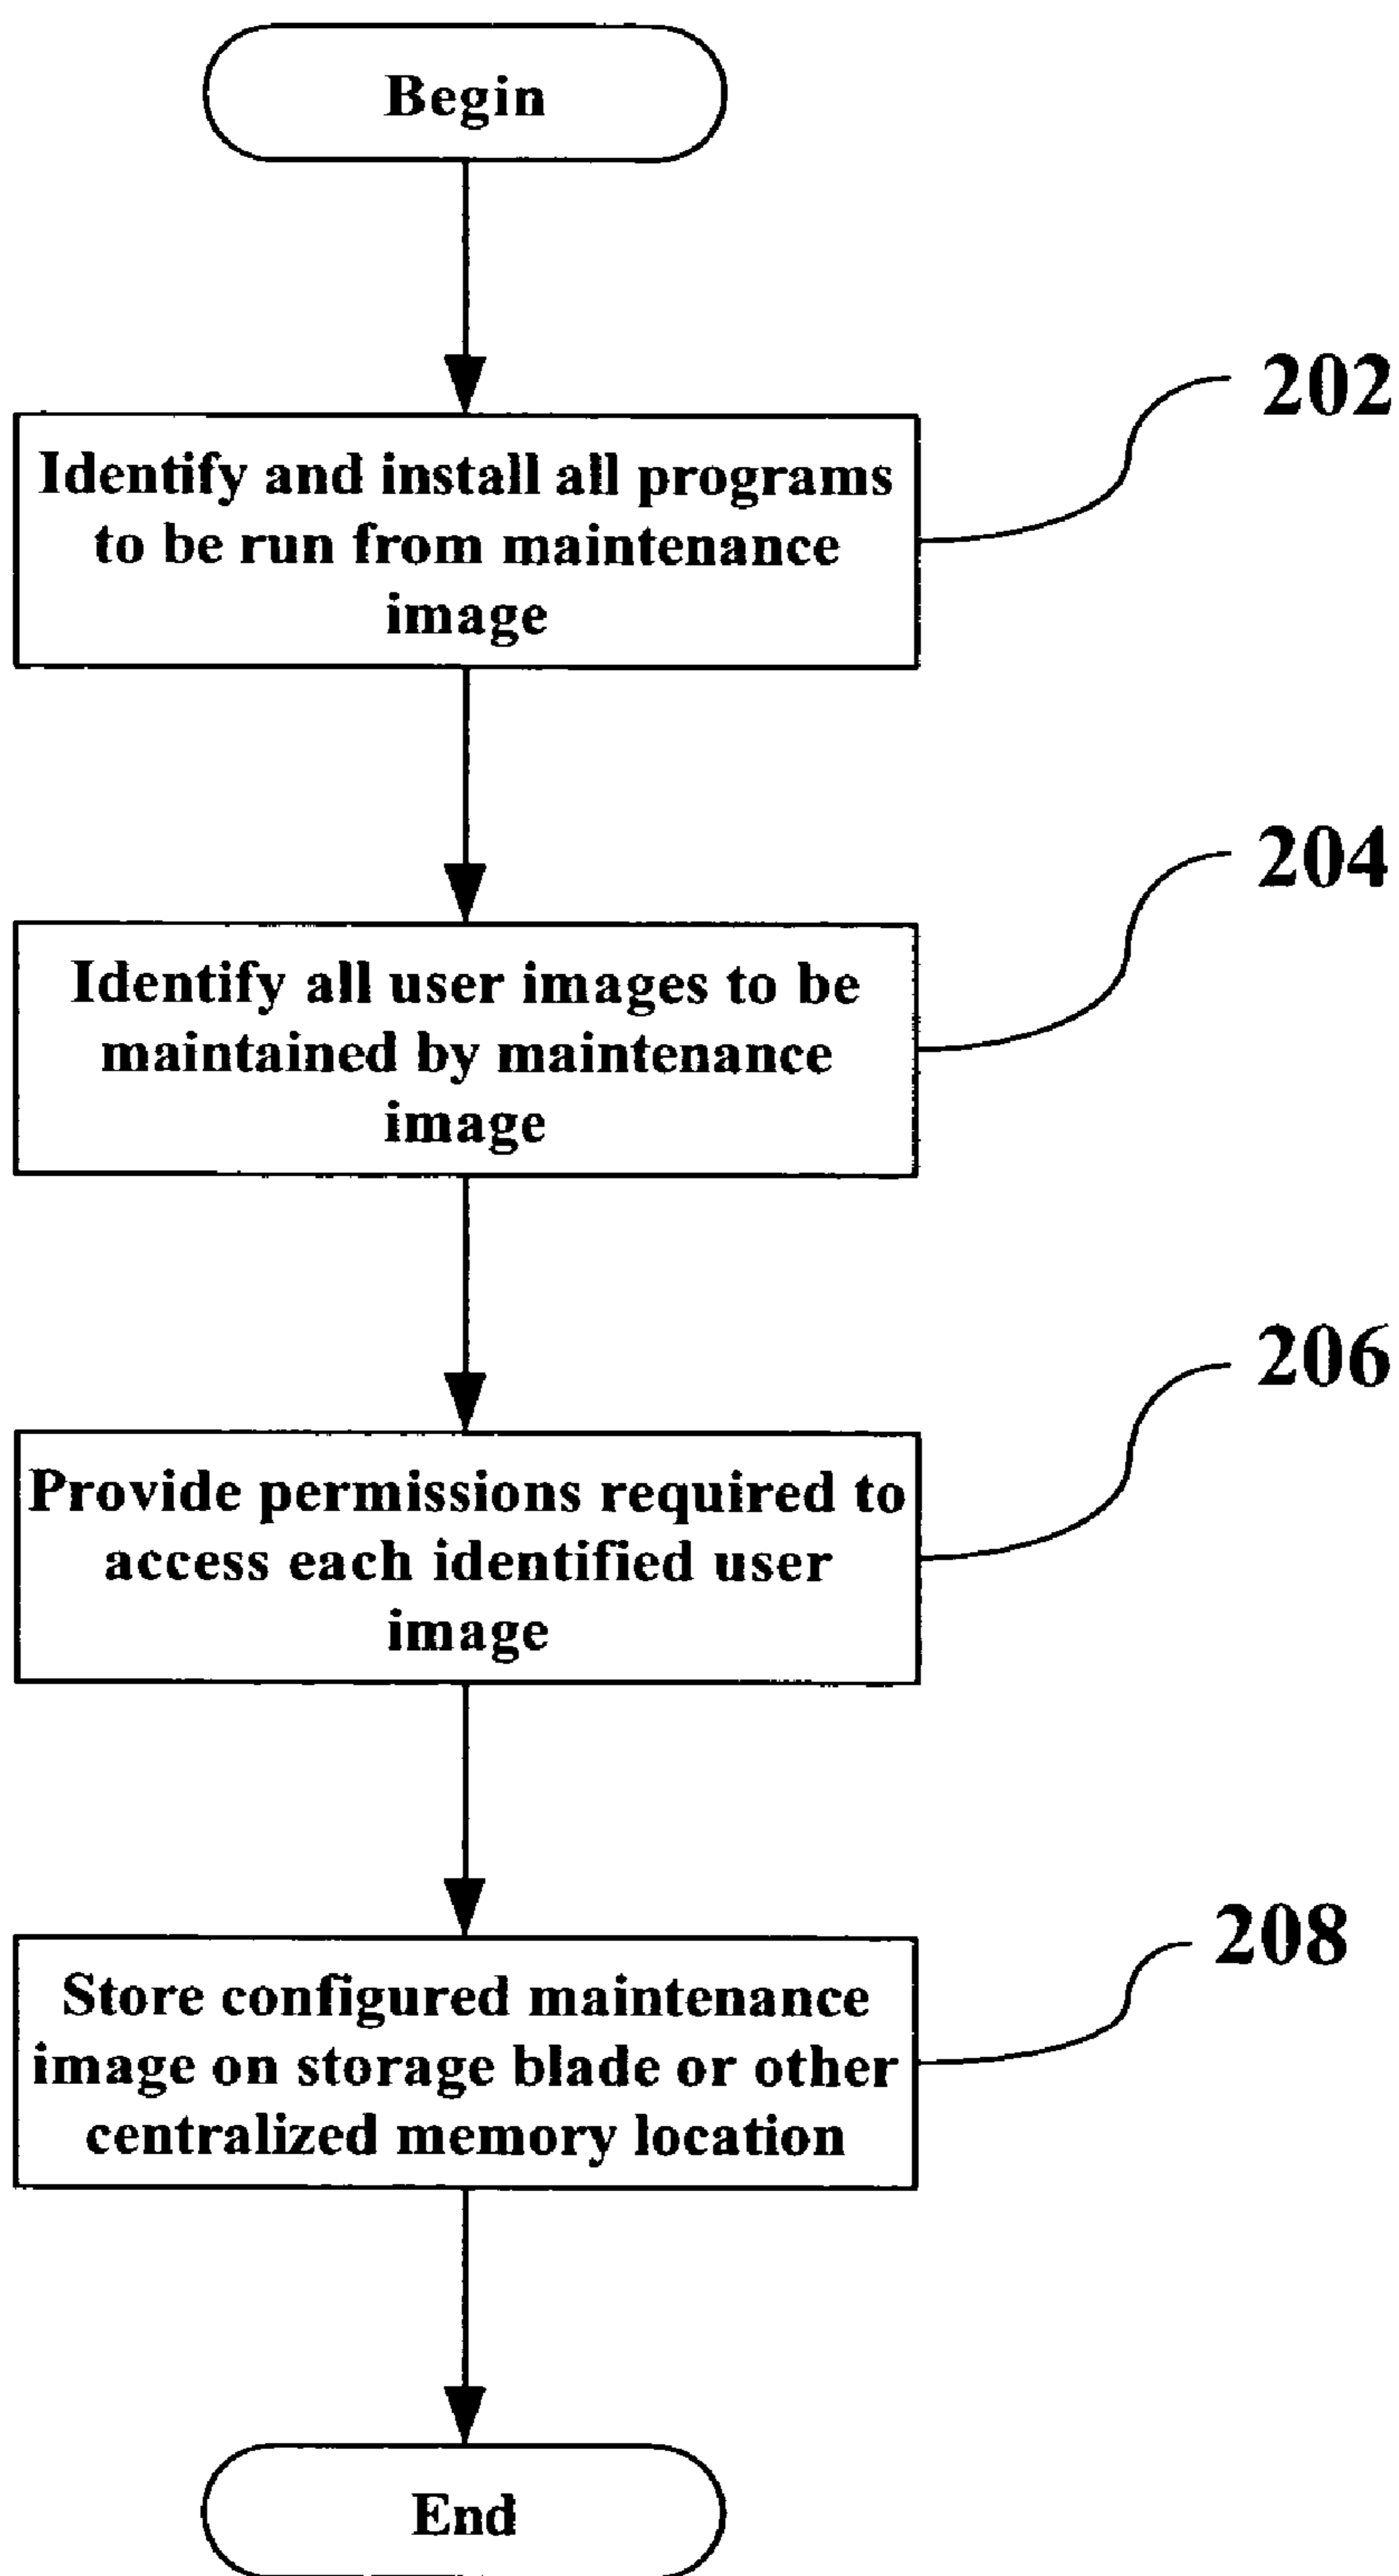 Begin
202
Identify and install all programs
to be run from maintenance
image
204
Identify all user images to be
maintained by maintenance
image
206
Provide permissions required to
access each identified user
image
208
Store configured maintenance
image on storage blade or other
centralized memory location
End